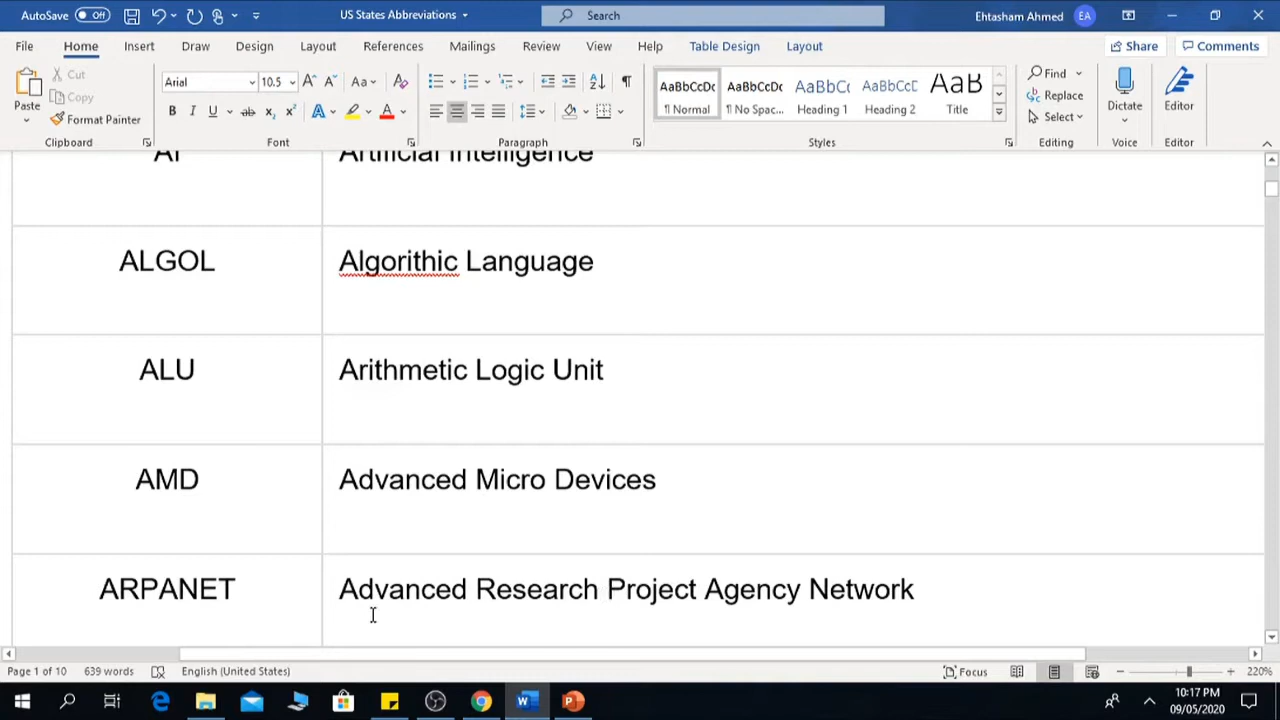 AutoSave Off US States Abbreviations Search Ehtasham Ahmed EA
File Home Insert Draw Design Layout References Mailings Review View Help Table Design Layout Share Comments
Paste Cut Copy Format Painter
Arial 10.5
AaBbCcDc AaBbCcDc AaBbCc AaBbCcD AaB
¶ Normal ¶ No Spac... Heading 1 Heading 2 Title
Find Replace Select
Dictate Editor
Clipboard Font Paragraph Styles Editing Voice Editor
AI Artificial Intelligence
ALGOL Algorithic Language
ALU Arithmetic Logic Unit
AMD Advanced Micro Devices
ARPANET Advanced Research Project Agency Network
Page 1 of 10 639 words English (United States) Focus 220%
10:17 PM
09/05/2020